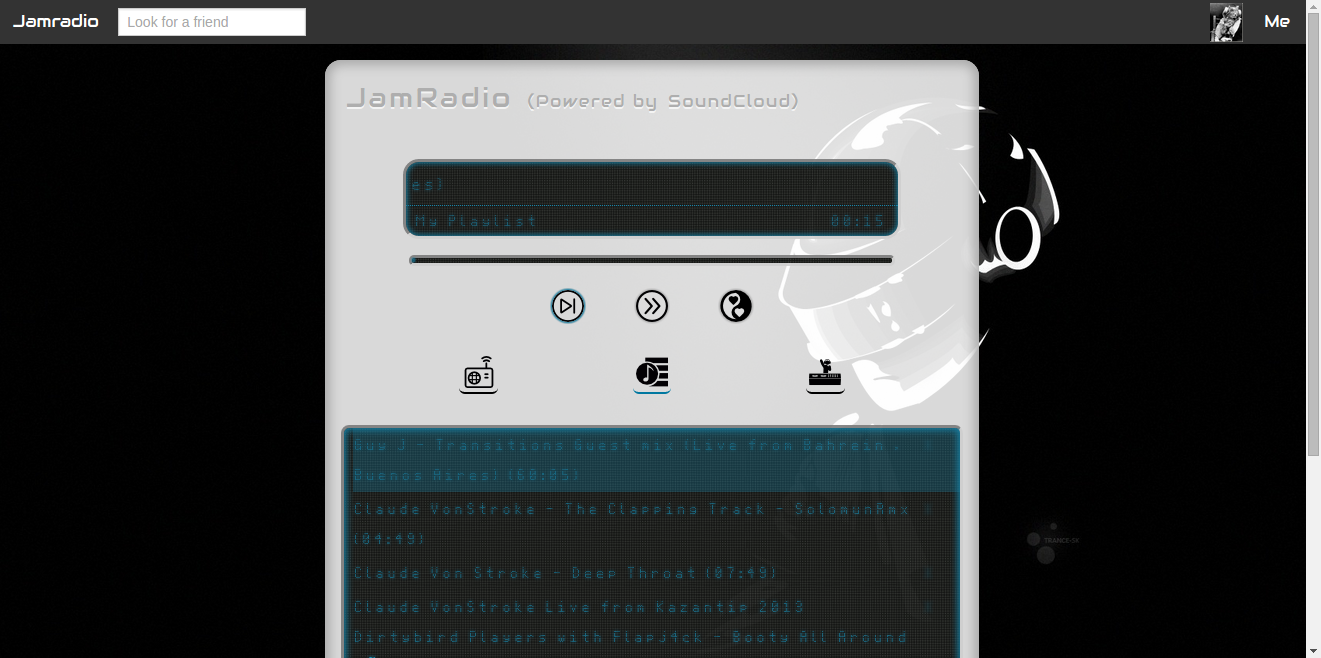 Jamradio
Look for a friend
Me
JamRadio (Powered by SoundCloud)
es)
My Playlist
00:15
Guy J - Transitions Guest mix (Live from Bahrein -
Buenos Aires) (60:05)
Claude VonStroke - The Clapping Track - SolomunRmx
(04:49)
Claude Von Stroke - Deep Throat (07:49)
Claude VonStroke Live from Kazantip 2013
Dirtybird Players with Flapj4ck - Booty All Around
TRANCE-56